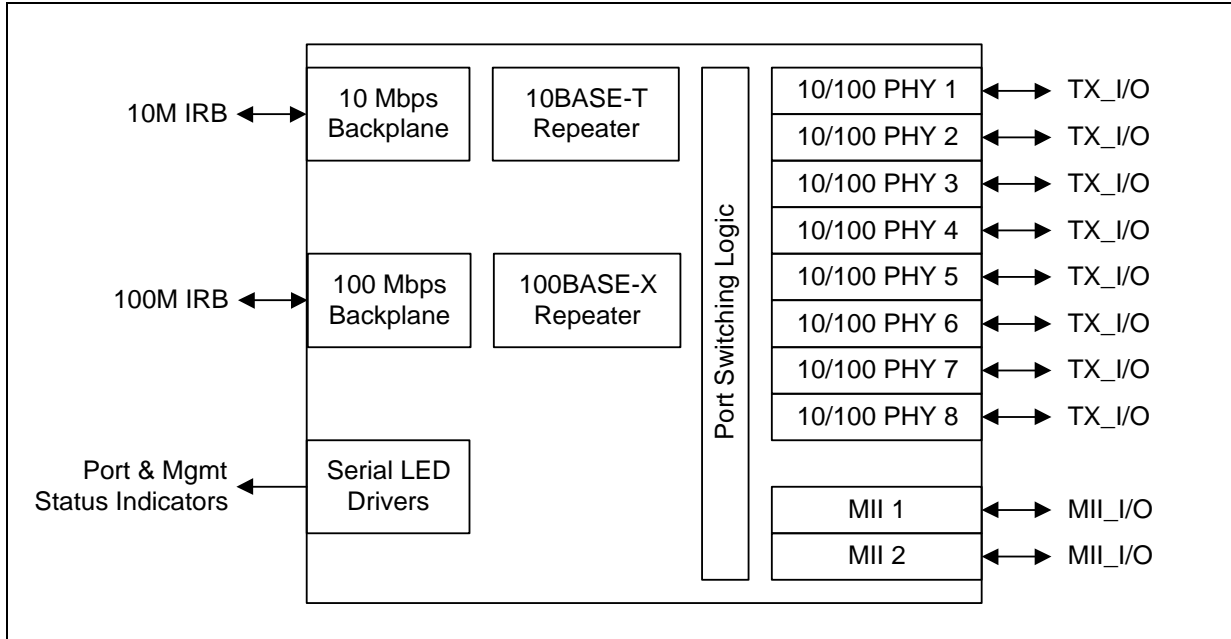 10M IRB
10 Mbps
Backplane
10BASE-T
Repeater
100M IRB
100 Mbps
Backplane
100BASE-X
Repeater
Port & Mgmt
Status Indicators
Serial LED
Drivers
Port Switching Logic
10/100 PHY 1
TX_I/O
10/100 PHY 2
TX_I/O
10/100 PHY 3
TX_I/O
10/100 PHY 4
TX_I/O
10/100 PHY 5
TX_I/O
10/100 PHY 6
TX_I/O
10/100 PHY 7
TX_I/O
10/100 PHY 8
TX_I/O
MII 1
MII_I/O
MII 2
MII_I/O